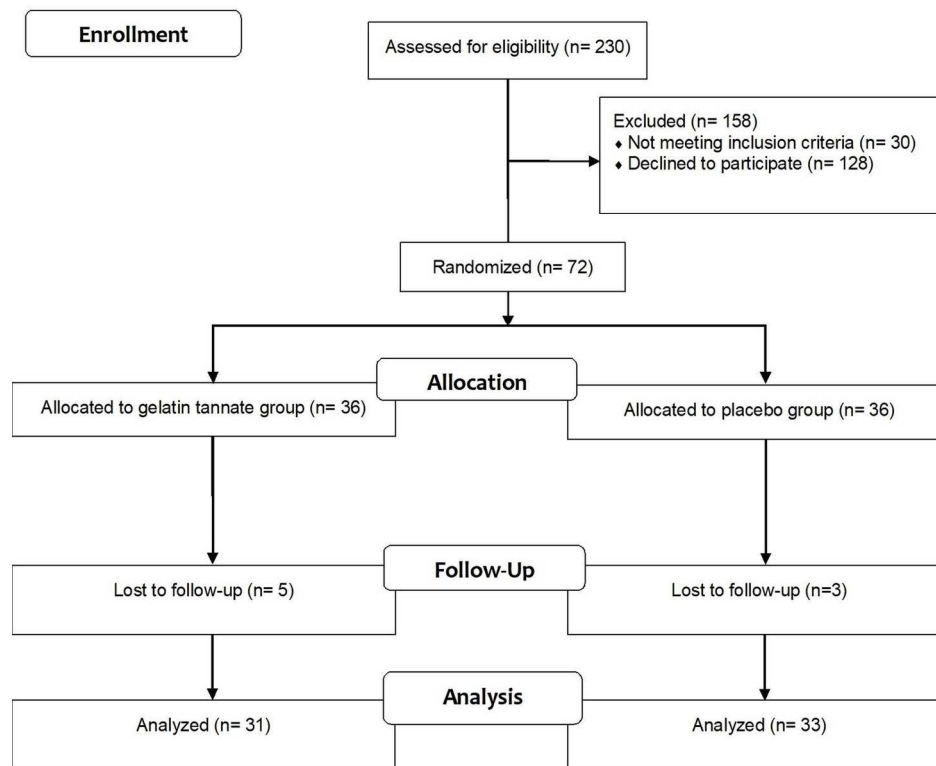 Enrollment
Assessed for eligibility (n= 230)
Excluded (n= 158)
♦ Not meeting inclusion criteria (n= 30)
♦ Declined to participate (n= 128)
Randomized (n= 72)
Allocation
Allocated to gelatin tannate group (n= 36)
Allocated to placebo group (n= 36)
Follow-Up
Lost to follow-up (n= 5)
Lost to follow-up (n=3)
Analysis
Analyzed (n= 31)
Analyzed (n= 33)